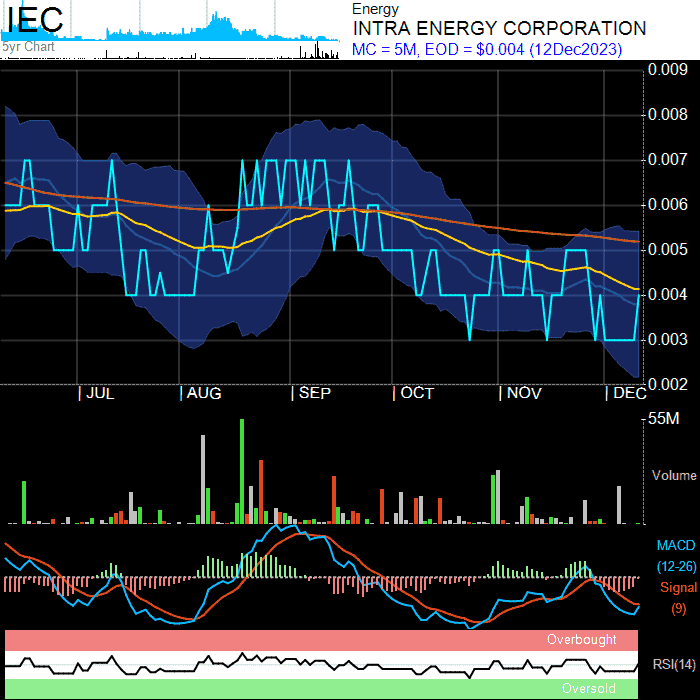 IEC
5yr Chart
Energy
INTRA ENERGY CORPORATION
MC = 5M, EOD = $0.004 (12Dec2023)
0.009
0.008
0.007
0.006
0.005
0.004
0.003
0.002
| JUL | AUG | SEP | OCT | NOV | DEC
55M
Volume
MACD
(12-26)
Signal
(9)
Overbought
RSI(14)
Oversold